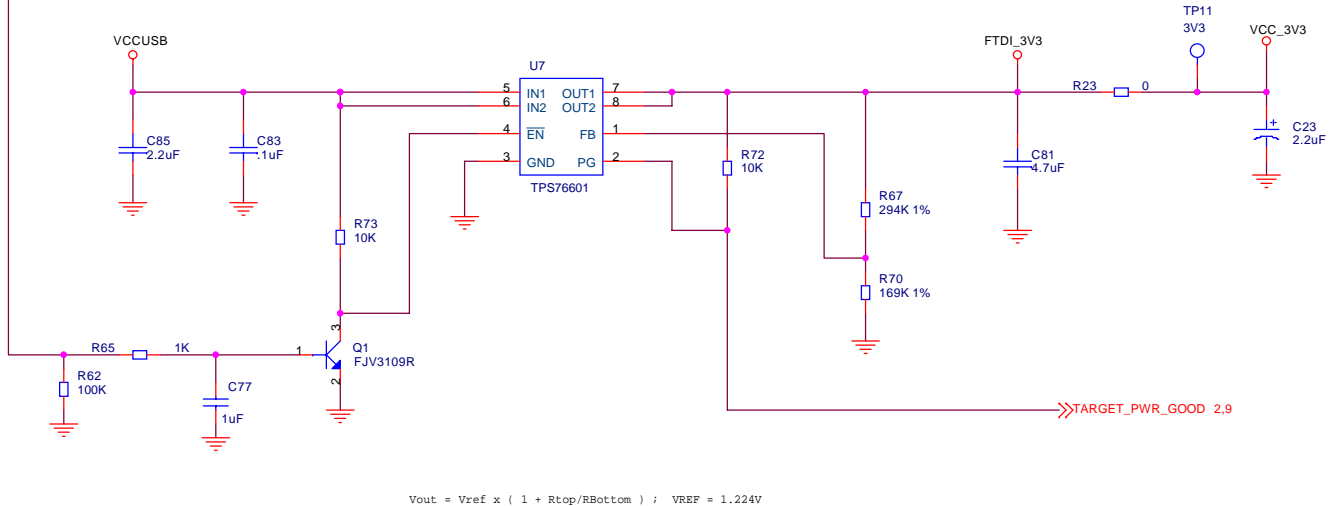 TP11
3V3
VCCUSB
FTDI_3V3
VCC_3V3
U7
R23
0
5
IN1
OUT1
7
6
IN2
OUT2
8
4
EN
FB
1
3
GND
PG
2
TPS76601
C85
2.2uF
C83
.1uF
R72
10K
C81
4.7uF
C23
2.2uF
+
R67
294K 1%
R73
10K
R70
169K 1%
3
R65
1K
1
Q1
FJV3109R
2
R62
100K
C77
1uF
TARGET_PWR_GOOD 2,9
Vout = Vref x ( 1 + Rtop/RBottom ) ; VREF = 1.224V